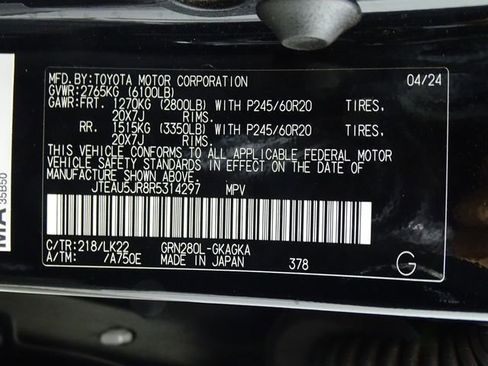 MFD.BY:TOYOTA MOTOR CORPORATION 04/24
GVWR:2765KG (6100LB)
GAWR:FRT. 1270KG (2800LB) WITH P245/60R20 TIRES,
20X7J RIMS.
RR. 1515KG (3350LB) WITH P245/60R20 TIRES,
20X7J RIMS.
THIS VEHICLE CONFORMS TO ALL APPLICABLE FEDERAL MOTOR
VEHICLE SAFETY STANDARDS IN EFFECT ON THE DATE OF
MANUFACTURE SHOWN ABOVE.
JTEAU5JR8R5314297 MPV
C/TR:218/LK22 GRN280L-GKAGKA
A/TM: /A750E MADE IN JAPAN 378 G
MA
35B50